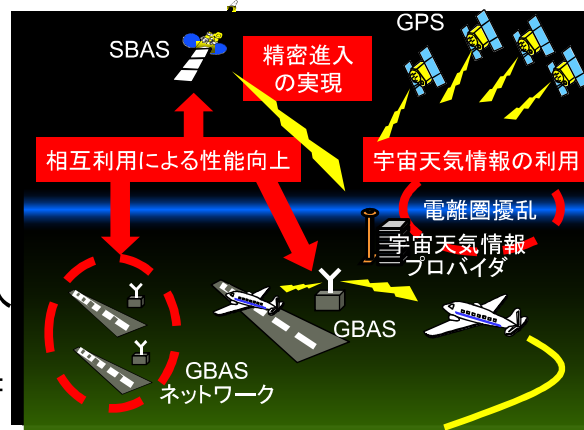 GPS
SBAS
精密進入
の実現
相互利用による性能向上
宇宙天気情報の利用
電離圏擾乱
宇宙天気情報
プロバイダ
GBAS
GBAS
ネットワーク